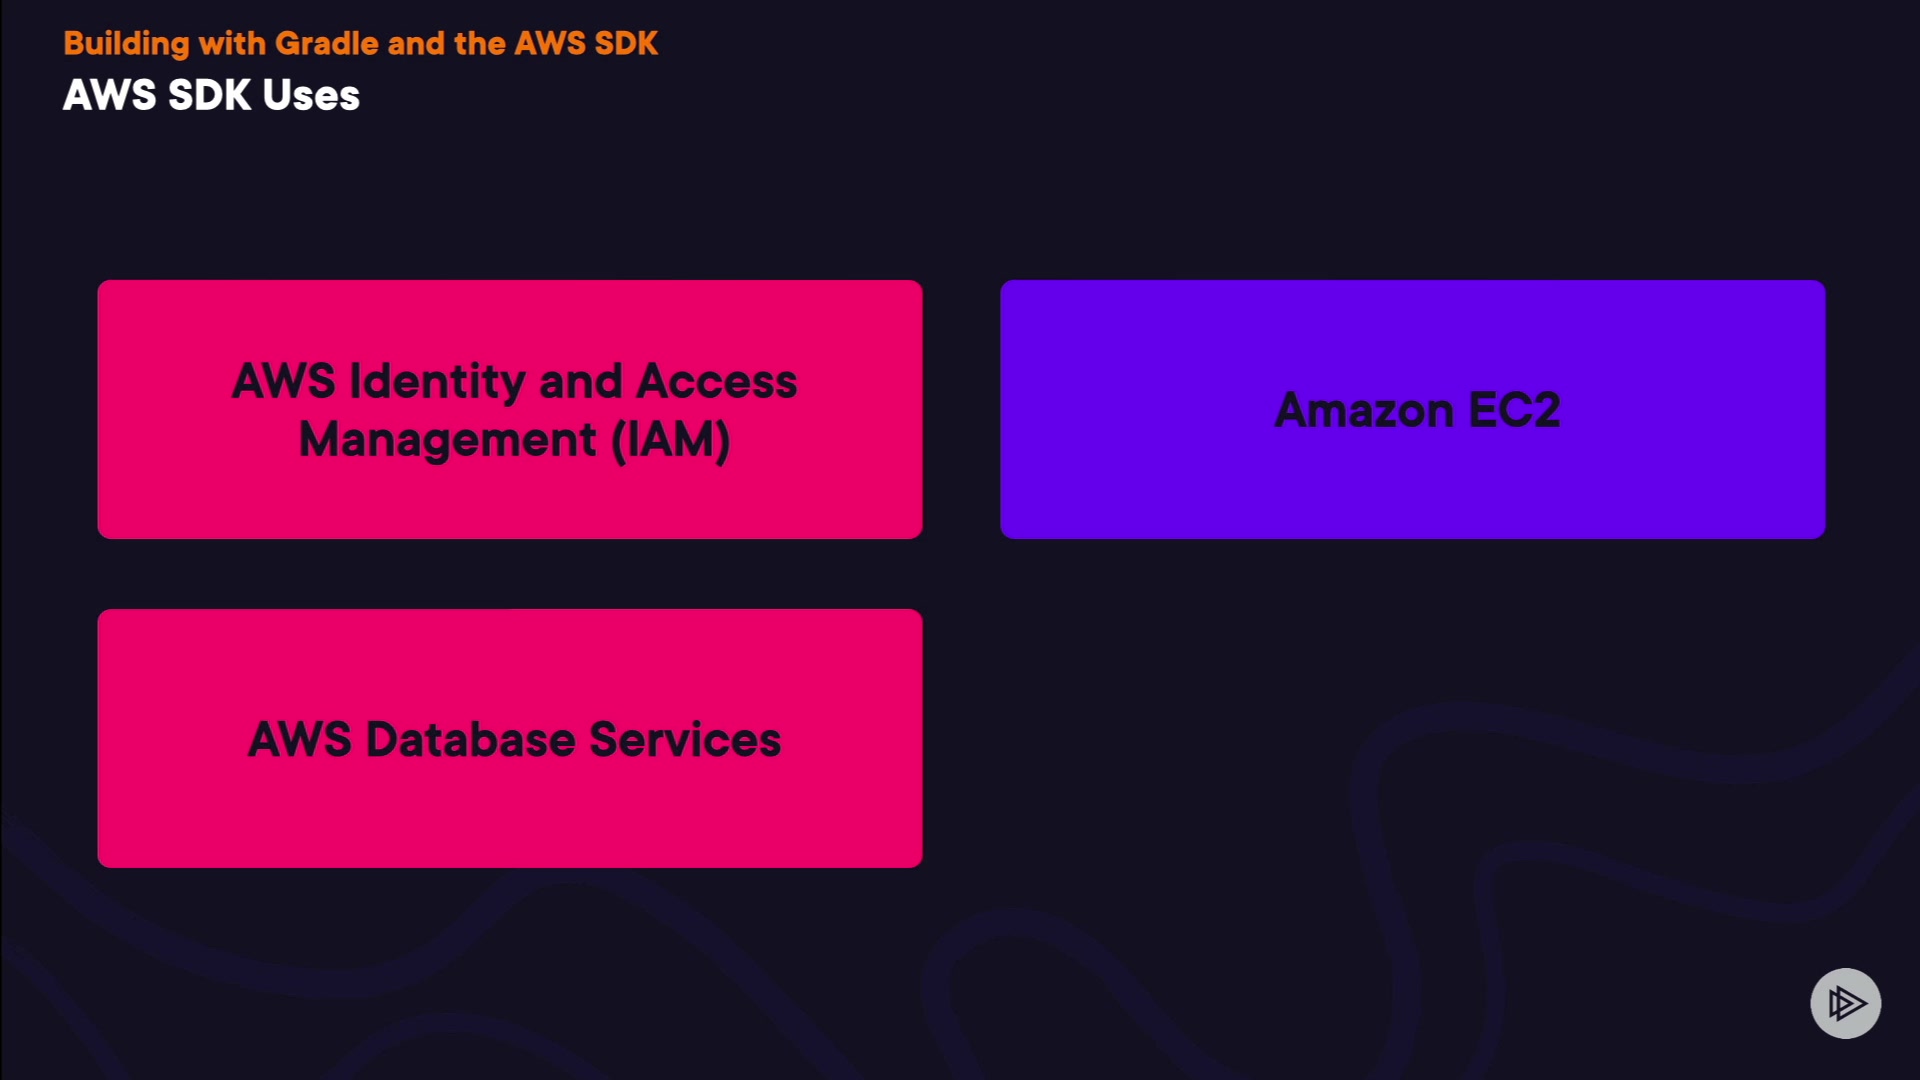 Building with Gradle and the AWS SDK
AWS SDK Uses
AWS Identity and Access
Management (IAM)
Amazon EC2
AWS Database Services